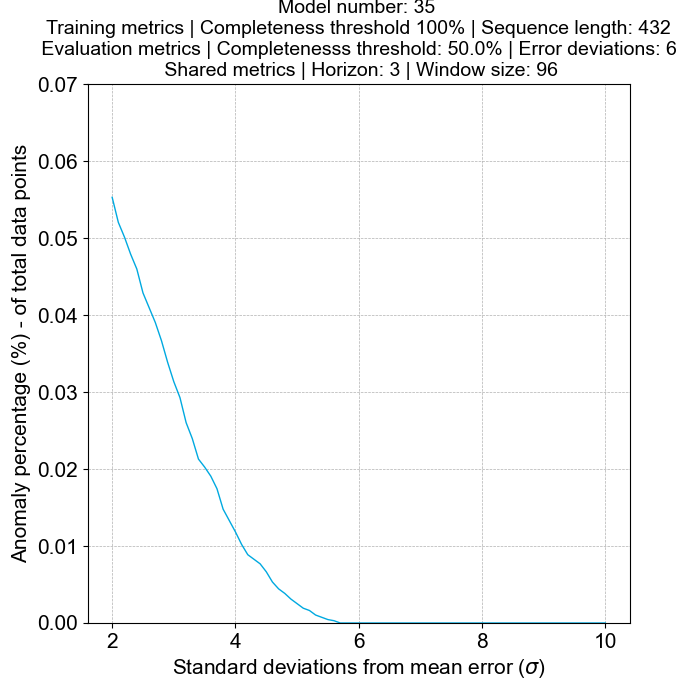 Model number: 35
Training metrics | Completeness threshold 100% | Sequence length: 432
Evaluation metrics | Completenesss threshold: 50.0% | Error deviations: 6
Shared metrics | Horizon: 3 | Window size: 96
0.07
0.06
0.05
0.04
0.03
0.02
0.01
0.00
Anomaly percentage (%) - of total data points
2 4 6 8 10
Standard deviations from mean error (σ)